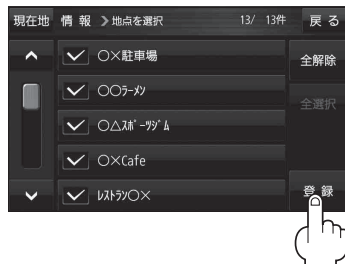 現在地 情報 ❯地点を選択 13/ 13件 戻る
○×駐車場
全解除
○○ﾗｰﾒﾝ
全選択
○△ｽﾎﾟｰﾂｼﾞﾑ
○×Cafe
ﾚｽﾄﾗﾝ○×
登録